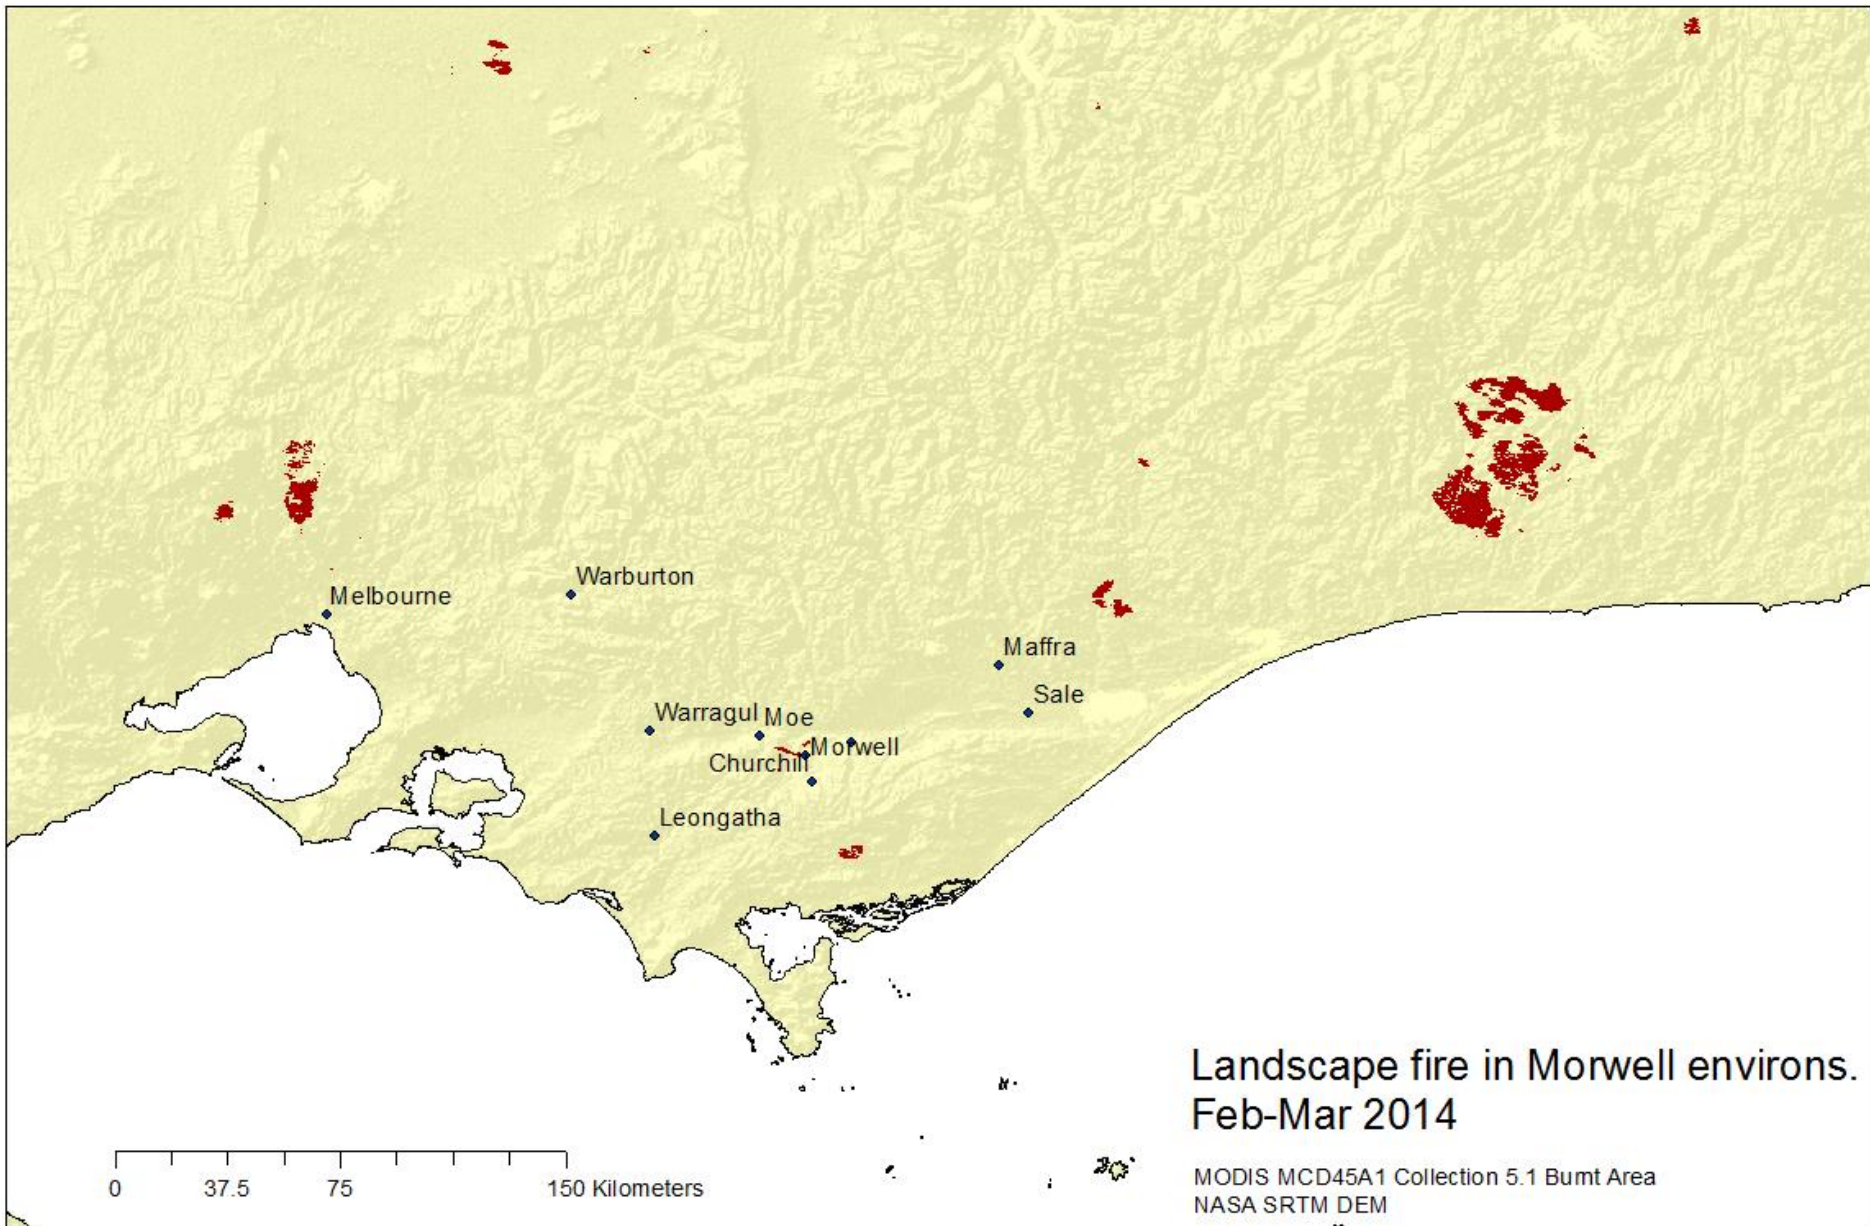 Warburton
Melbourne
Maffra
Sale
Warragul
Moe
Morwell
Churchill
Leongatha
Landscape fire in Morwell environs.
Feb-Mar 2014
0 37.5 75 150 Kilometers
MODIS MCD45A1 Collection 5.1 Burnt Area
NASA SRTM DEM